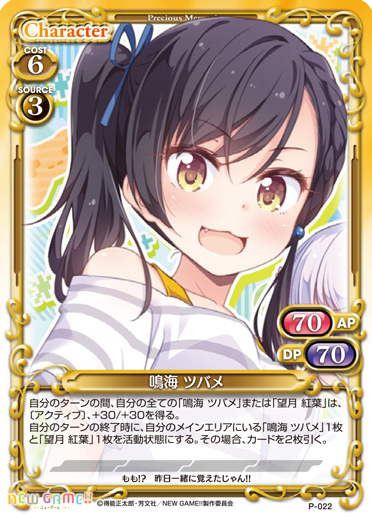 Character
Precious Mem
COST
6
SOURCE
3
70 AP
DP 70
鳴海 ツバメ
自分のターンの間、自分の全ての「鳴海 ツバメ」または「望月 紅葉」は、
〔アクティブ〕、+30/+30を得る。
自分のターンの終了時に、自分のメインエリアにいる「鳴海 ツバメ」1枚
と「望月 紅葉」1枚を活動状態にする。その場合、カードを2枚引く。
もも!? 昨日一緒に覚えたじゃん!!
NEW GAME!!
©得能正太郎・芳文社／NEW GAME!!製作委員会
P-022